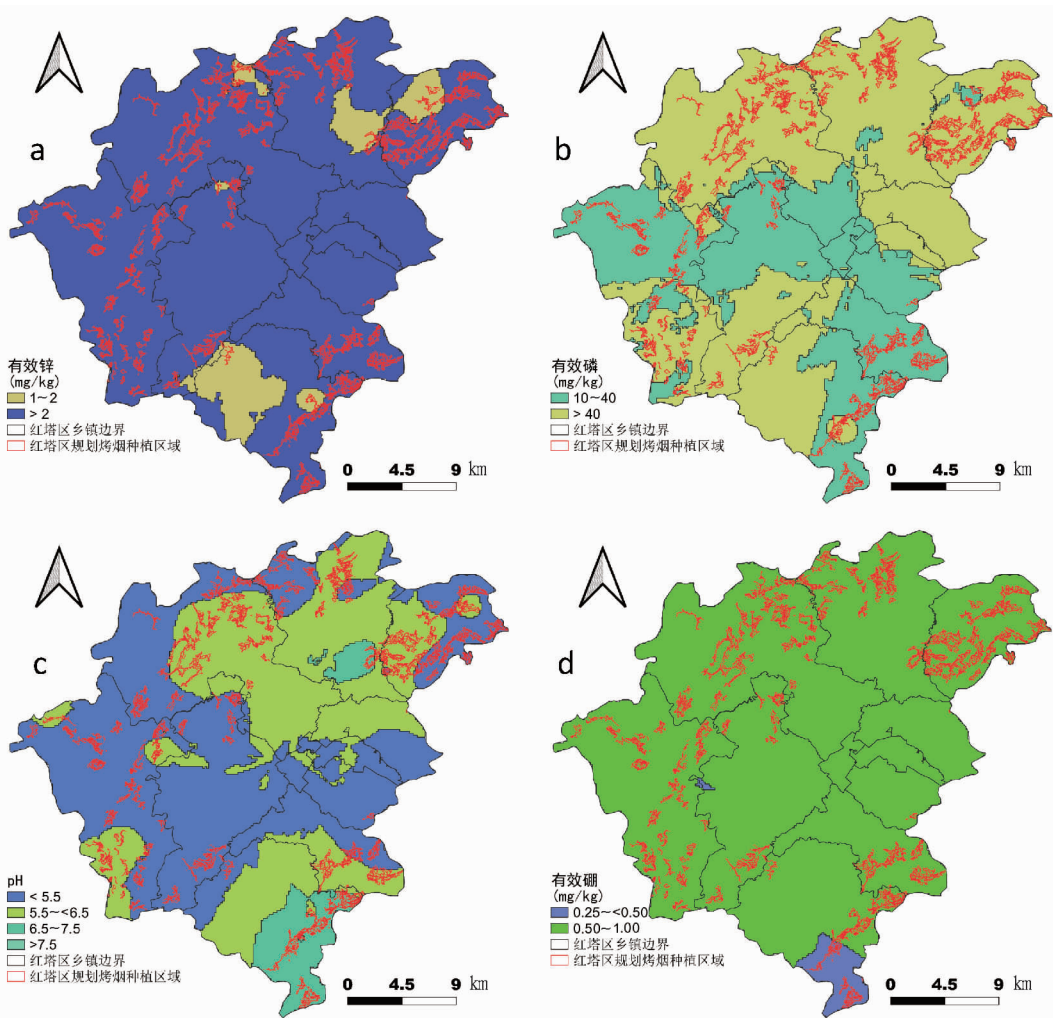 a
有效锌
(mg/kg)
1~2
> 2
红塔区乡镇边界
红塔区规划烤烟种植区域
0 4.5 9 km
b
有效磷
(mg/kg)
10~40
> 40
红塔区乡镇边界
红塔区规划烤烟种植区域
0 4.5 9 km
c
pH
< 5.5
5.5~<6.5
6.5~7.5
>7.5
红塔区乡镇边界
红塔区规划烤烟种植区域
0 4.5 9 km
d
有效硼
(mg/kg)
0.25~<0.50
0.50~1.00
红塔区乡镇边界
红塔区规划烤烟种植区域
0 4.5 9 km